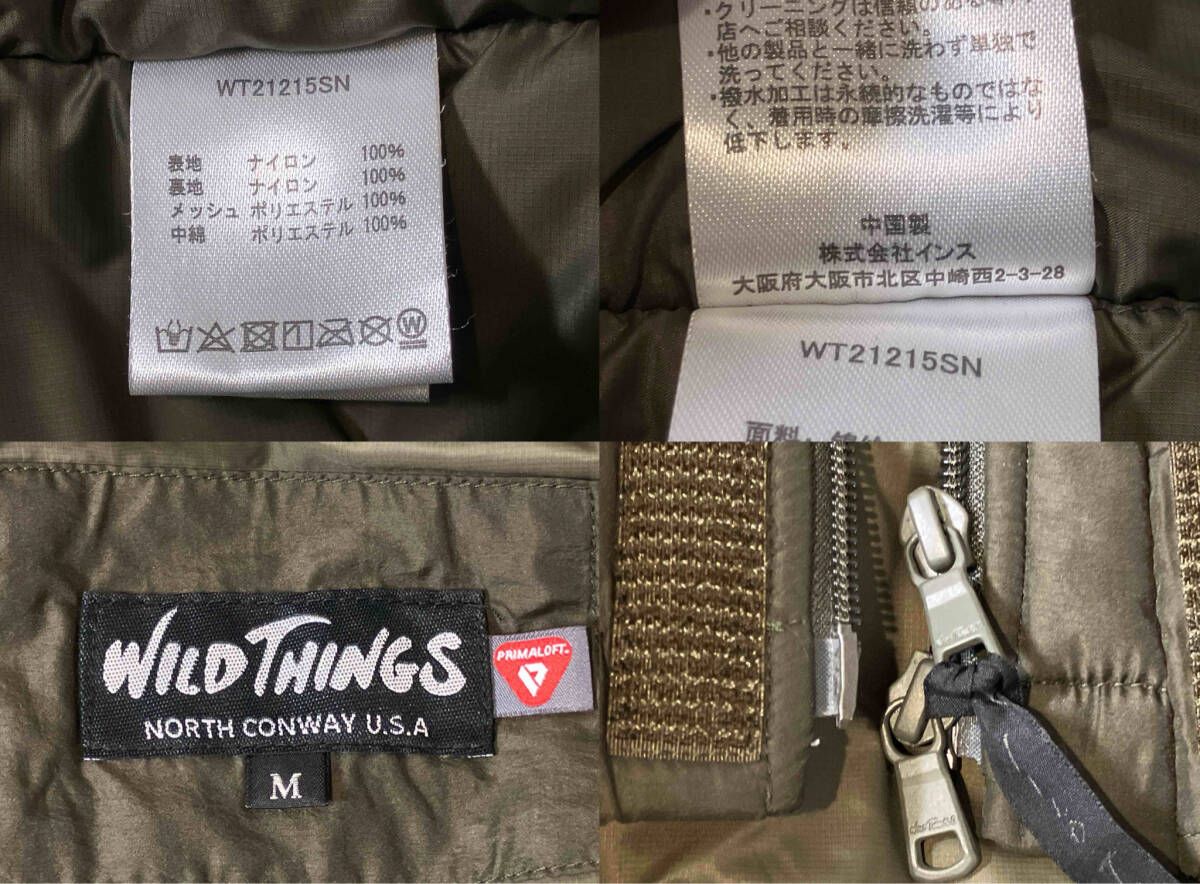 WT21215SN
表地 ナイロン 100%
裏地 ナイロン 100%
メッシュ ポリエステル 100%
中綿 ポリエステル 100%
W
・クリーニングは信頼のある専門
店へご相談ください。
・他の製品と一緒に洗わず単独で
洗ってください。
・撥水加工は永続的なものではな
く、着用時の摩擦洗濯等により
低下します。
中国製
株式会社インス
大阪府大阪市北区中崎西2-3-28
WT21215SN
面料
WILD THINGS
NORTH CONWAY U.S.A
M
PRIMALOFT
WILD THINGS